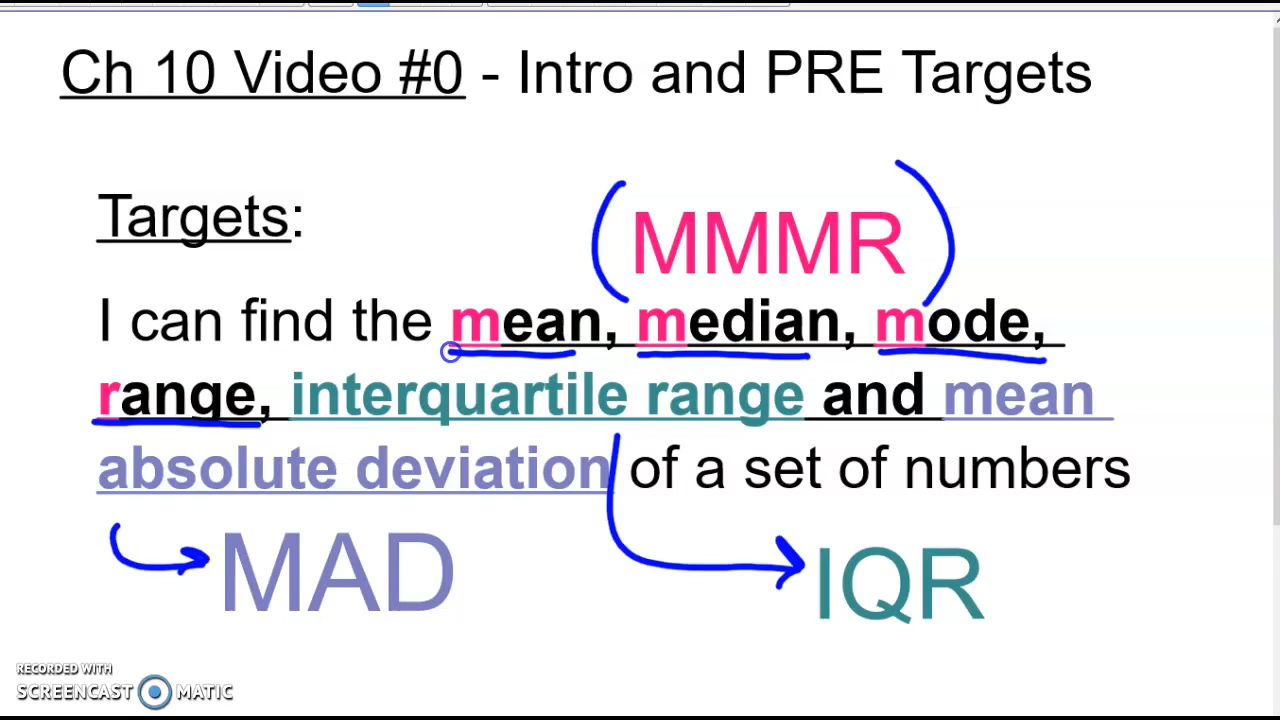 Ch 10 Video #0 - Intro and PRE Targets
Targets:
MMMR
I can find the mean, median, mode,
range, interquartile range and mean
absolute deviation of a set of numbers
MAD
IQR
RECORDED WITH
SCREENCAST MATIC